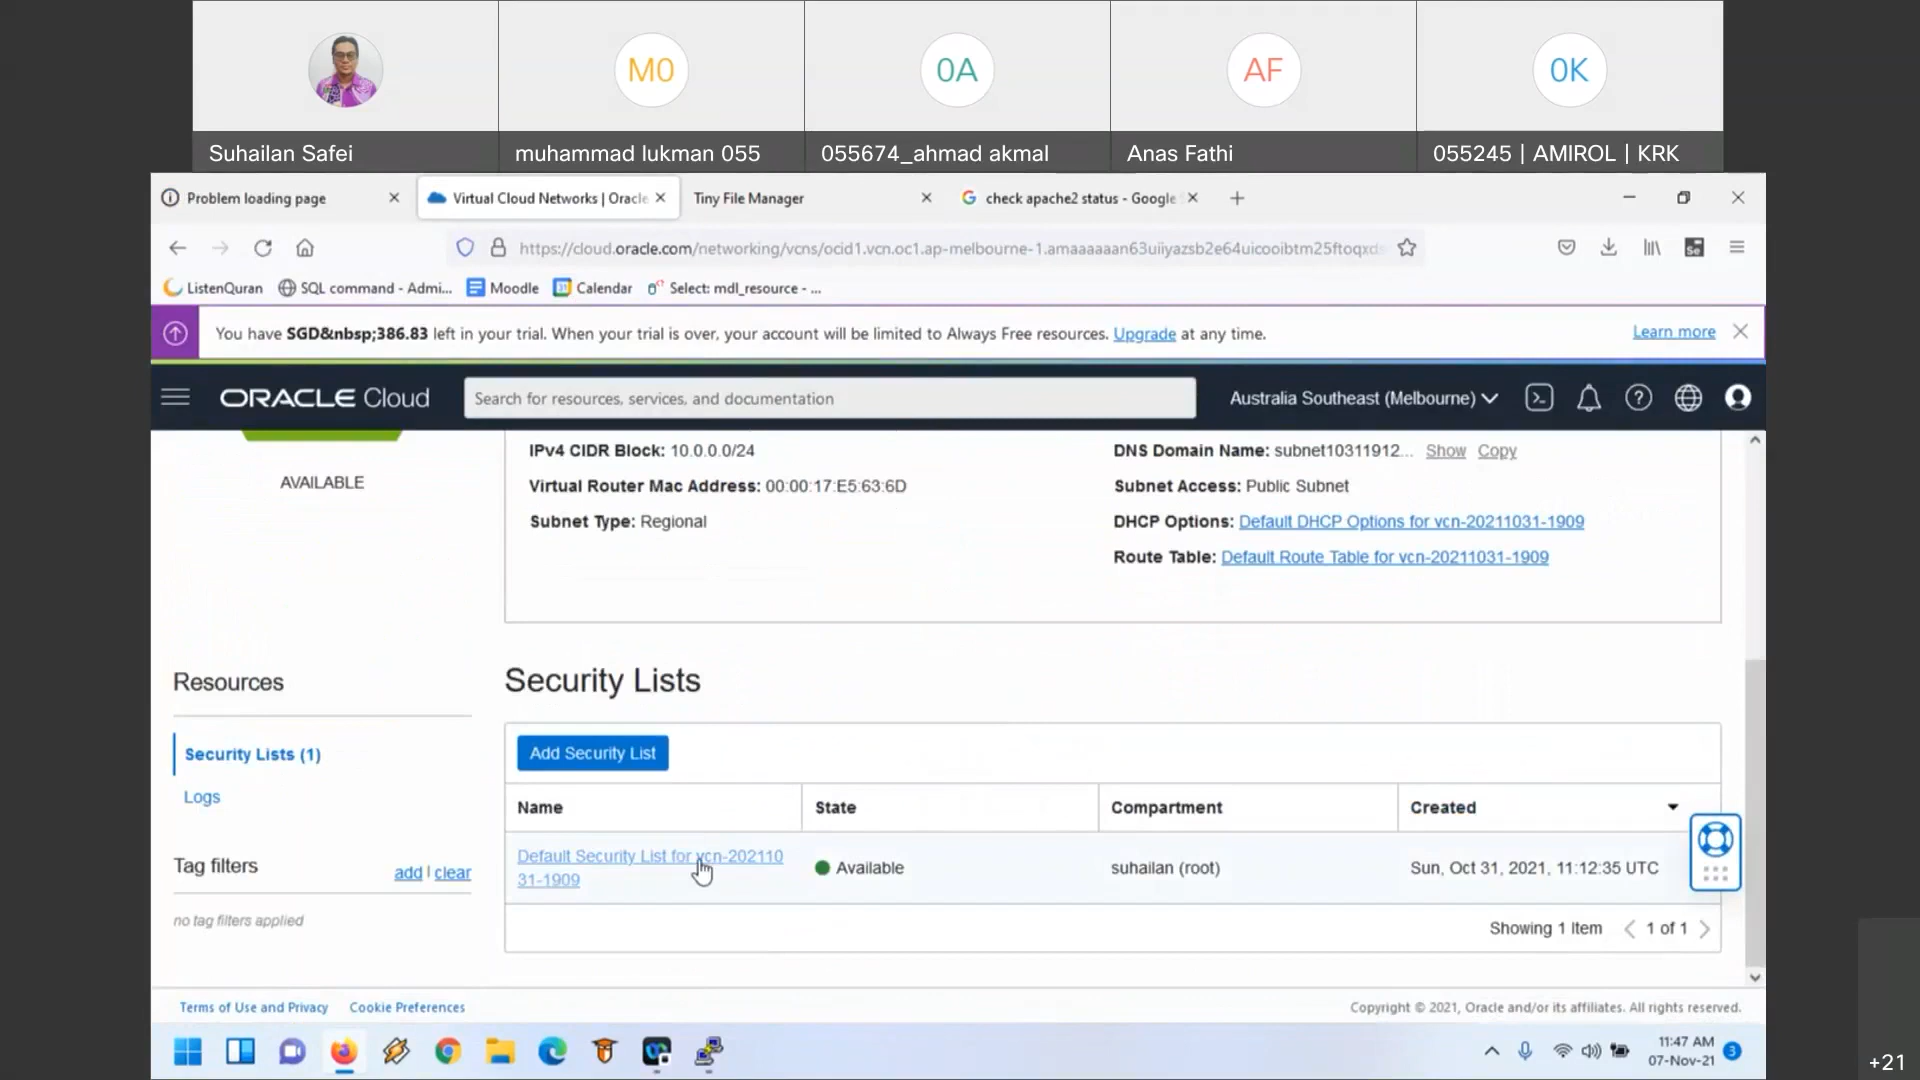 M0
0A
AF
0K
Suhailan Safei
muhammad lukman 055
055674_ahmad akmal
Anas Fathi
055245 | AMIROL | KRK
Problem loading page
Virtual Cloud Networks | Oracle
Tiny File Manager
check apache2 status - Google
https://cloud.oracle.com/networking/vcns/ocid1.vcn.oc1.ap-melbourne-1.amaaaaaan63uiiyazsb2e64uicooibtm25ftoqxd
Se
ListenQuran
SQL command - Admi...
Moodle
Calendar
Select: mdl_resource - ...
You have SGD&nbsp;386.83 left in your trial. When your trial is over, your account will be limited to Always Free resources. Upgrade at any time.
Learn more
ORACLE Cloud
Search for resources, services, and documentation
Australia Southeast (Melbourne)
AVAILABLE
IPv4 CIDR Block: 10.0.0.0/24
Virtual Router Mac Address: 00:00:17:E5:63:6D
Subnet Type: Regional
DNS Domain Name: subnet10311912... Show Copy
Subnet Access: Public Subnet
DHCP Options: Default DHCP Options for vcn-20211031-1909
Route Table: Default Route Table for vcn-20211031-1909
Resources
Security Lists (1)
Logs
Tag filters
add | clear
no tag filters applied
Security Lists
Add Security List
Name
State
Compartment
Created
Default Security List for vcn-202110
31-1909
Available
suhailan (root)
Sun, Oct 31, 2021, 11:12:35 UTC
Showing 1 Item
1 of 1
Terms of Use and Privacy
Cookie Preferences
Copyright © 2021, Oracle and/or its affiliates. All rights reserved.
11:47 AM
07-Nov-21
3
+21